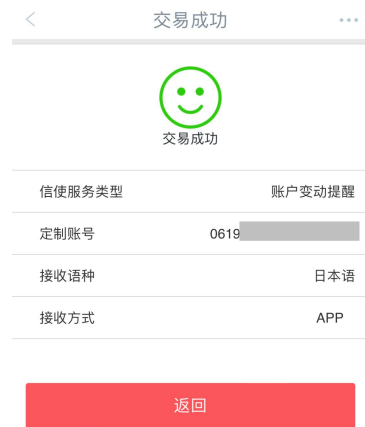 交易成功
交易成功
信使服务类型 账户变动提醒
定制账号 0619
接收语种 日本语
接收方式 APP
返回